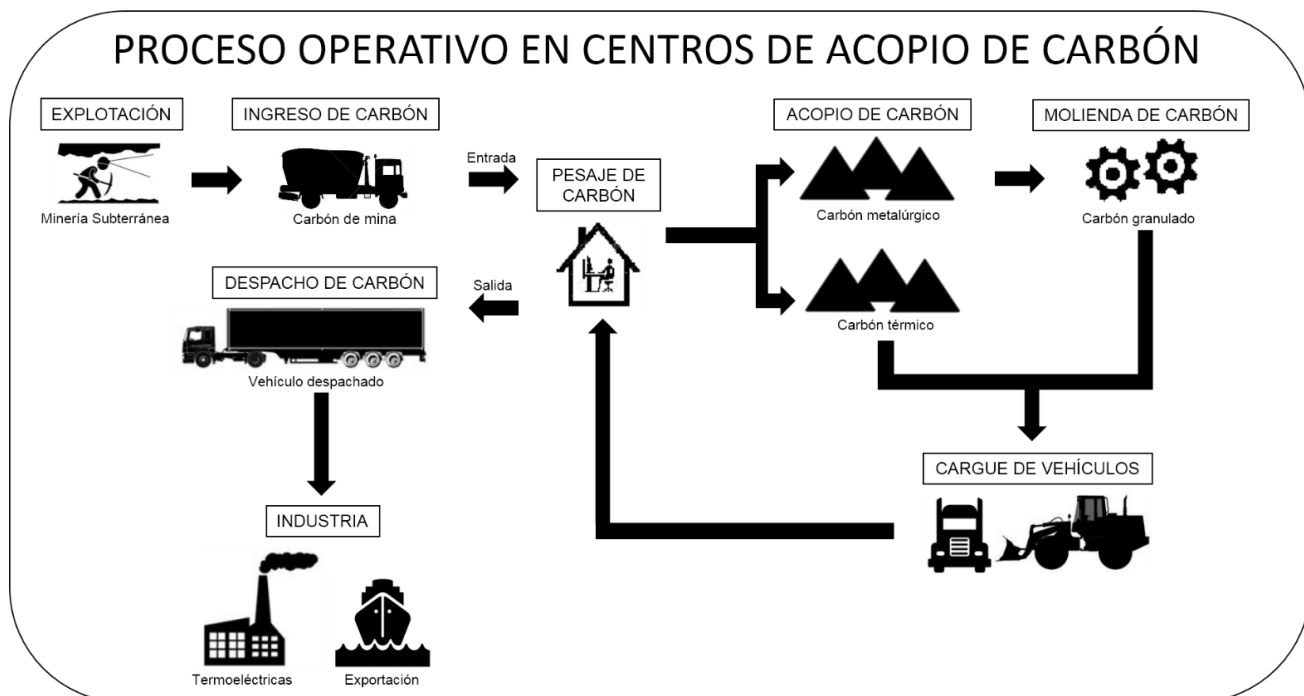 PROCESO OPERATIVO EN CENTROS DE ACOPIO DE CARBÓN
EXPLOTACIÓN
Minería Subterránea
INGRESO DE CARBÓN
Carbón de mina
Entrada
PESAJE DE
CARBÓN
ACOPIO DE CARBÓN
Carbón metalúrgico
Carbón térmico
MOLIENDA DE CARBÓN
Carbón granulado
CARGUE DE VEHÍCULOS
Salida
DESPACHO DE CARBÓN
Vehículo despachado
INDUSTRIA
Termoeléctricas
Exportación